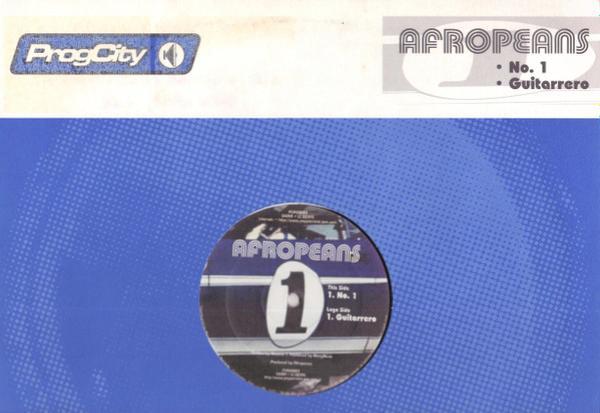 ProgCity
AFROPEANS
• No. 1
• Guitarrero
AFROPEANS
1
This Side
1. No. 1
Logo Side
1. Guitarrero